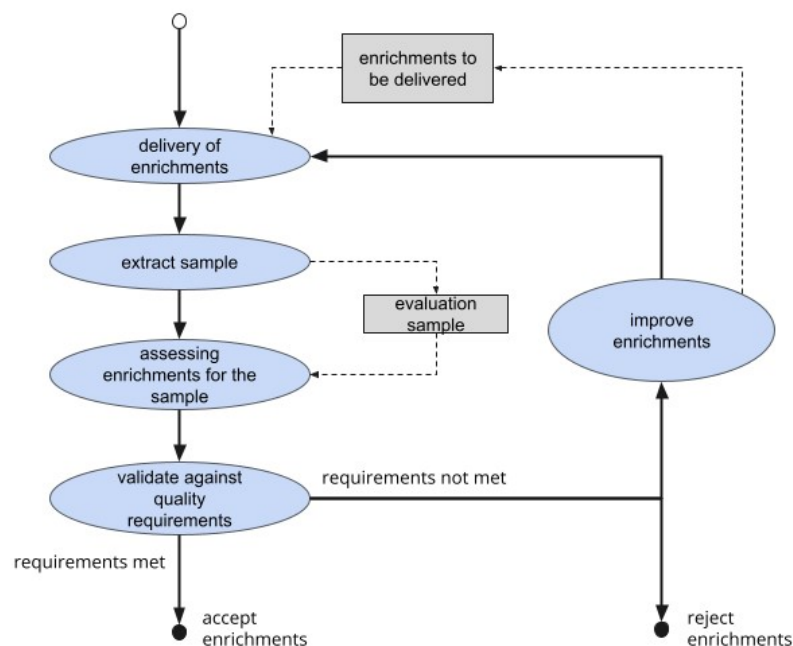 enrichments to
be delivered
delivery of
enrichments
extract sample
evaluation
sample
improve
enrichments
assessing
enrichments for the
sample
validate against
quality
requirements
requirements not met
requirements met
accept
enrichments
reject
enrichments